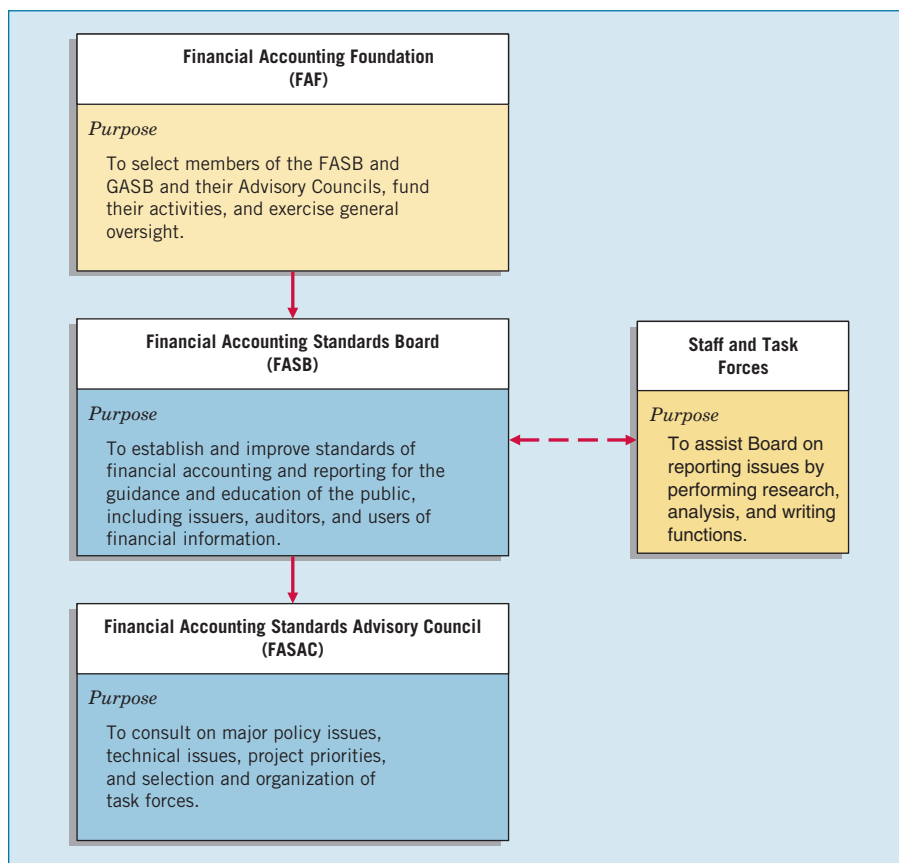 Financial Accounting Foundation
(FAF)
Purpose
To select members of the FASB and
GASB and their Advisory Councils, fund
their activities, and exercise general
oversight.
Financial Accounting Standards Board
(FASB)
Purpose
To establish and improve standards of
financial accounting and reporting for the
guidance and education of the public,
including issuers, auditors, and users of
financial information.
Staff and Task
Forces
Purpose
To assist Board on
reporting issues by
performing research,
analysis, and writing
functions.
Financial Accounting Standards Advisory Council
(FASAC)
Purpose
To consult on major policy issues,
technical issues, project priorities,
and selection and organization of
task forces.